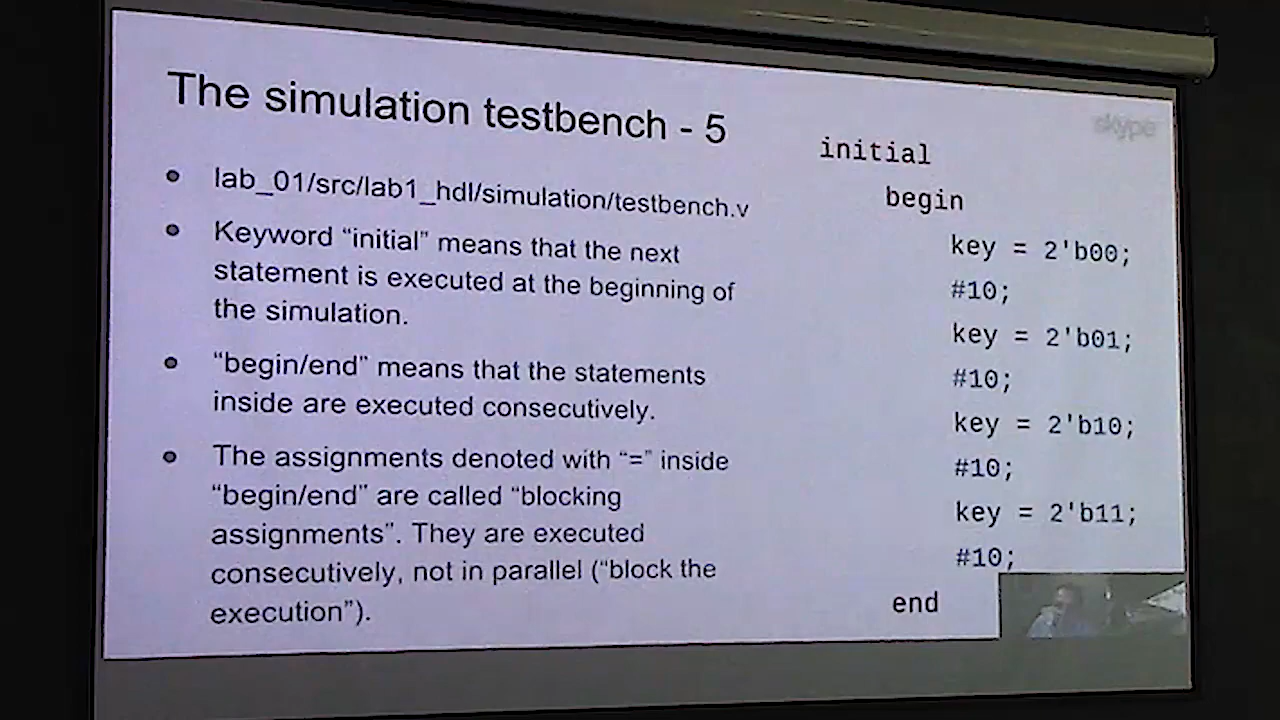 The simulation testbench - 5
lab_01/src/lab1_hdl/simulation/testbench.v
Keyword “initial” means that the next
statement is executed at the beginning of
the simulation.
“begin/end” means that the statements
inside are executed consecutively.
The assignments denoted with “=” inside
“begin/end” are called “blocking
assignments”. They are executed
consecutively, not in parallel (“block the
execution”).
skype
initial
begin
key = 2'b00;
#10;
key = 2'b01;
#10;
key = 2'b10;
#10;
key = 2'b11;
#10;
end